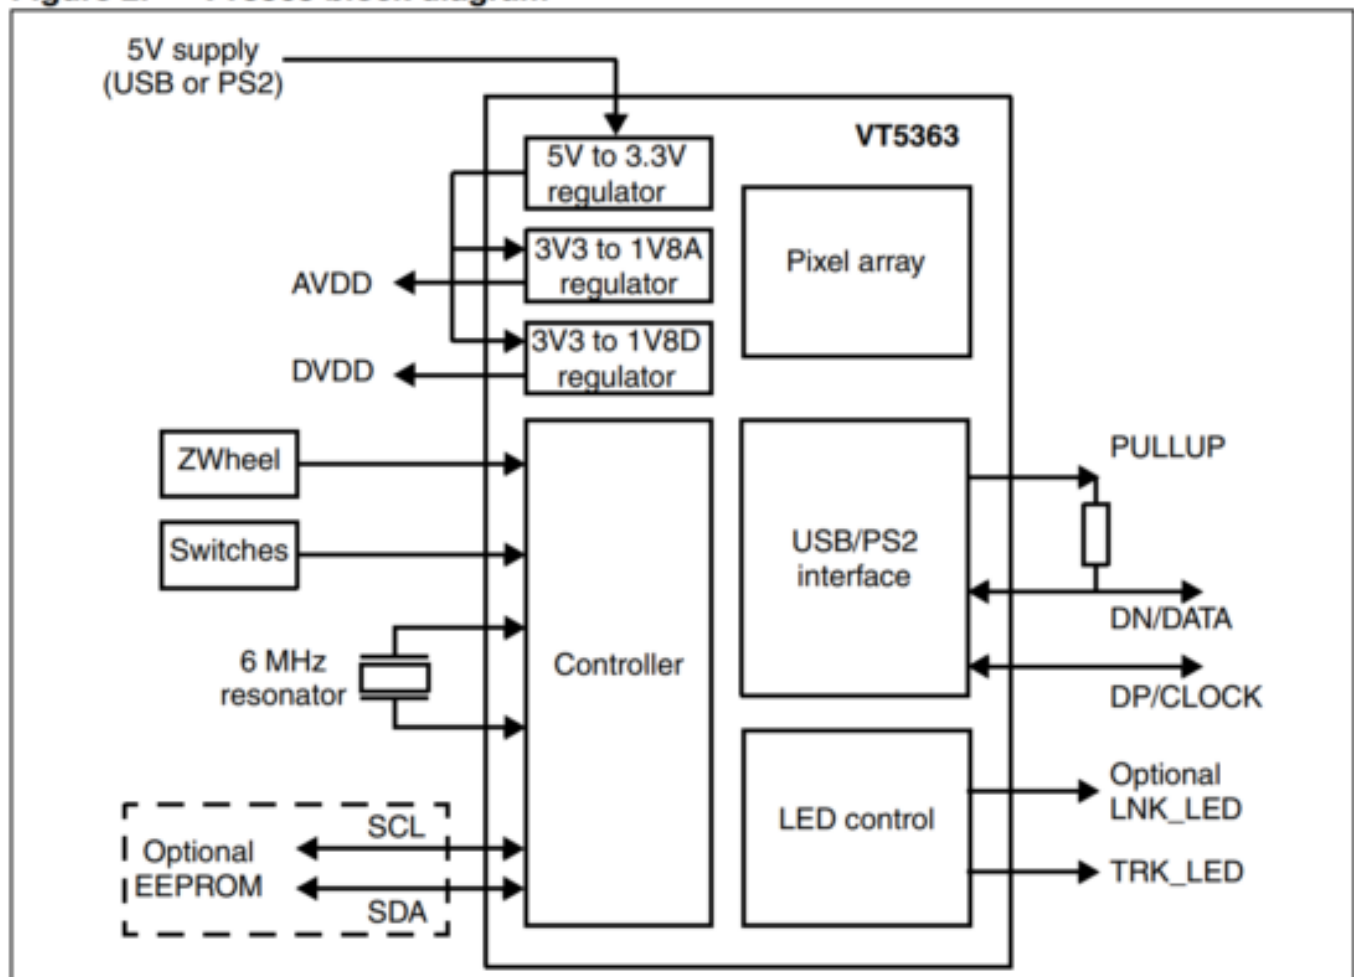 5V supply
(USB or PS2)
VT5363
5V to 3.3V
regulator
3V3 to 1V8A
regulator
AVDD
3V3 to 1V8D
regulator
DVDD
Pixel array
ZWheel
Switches
6 MHz
resonator
Controller
USB/PS2
interface
PULLUP
DN/DATA
DP/CLOCK
Optional
EEPROM
SCL
SDA
LED control
Optional
LNK_LED
TRK_LED